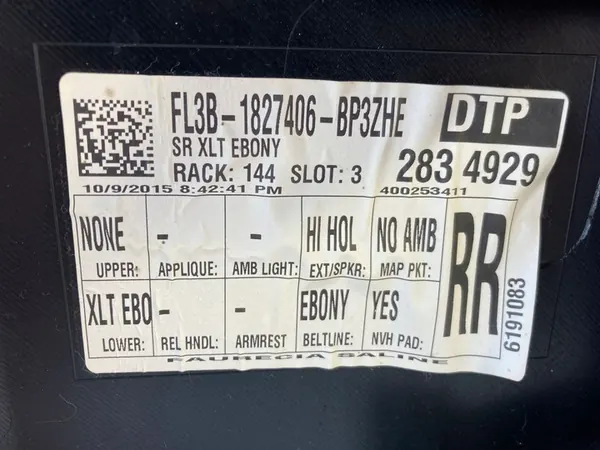 FL3B-1827406-BP3ZHE DTP
SR XLT EBONY
RACK: 144 SLOT: 3 283 4929
10/9/2015 8:42:41 PM 400253411
NONE - - HI HOL NO AMB
UPPER: APPLIQUE: AMB LIGHT: EXT/SPKR: MAP PKT:
RR
XLT EBO - - EBONY YES
LOWER: REL HNDL: ARMREST BELTLINE: NVH PAD:
6191083
FAURECIA SALINE